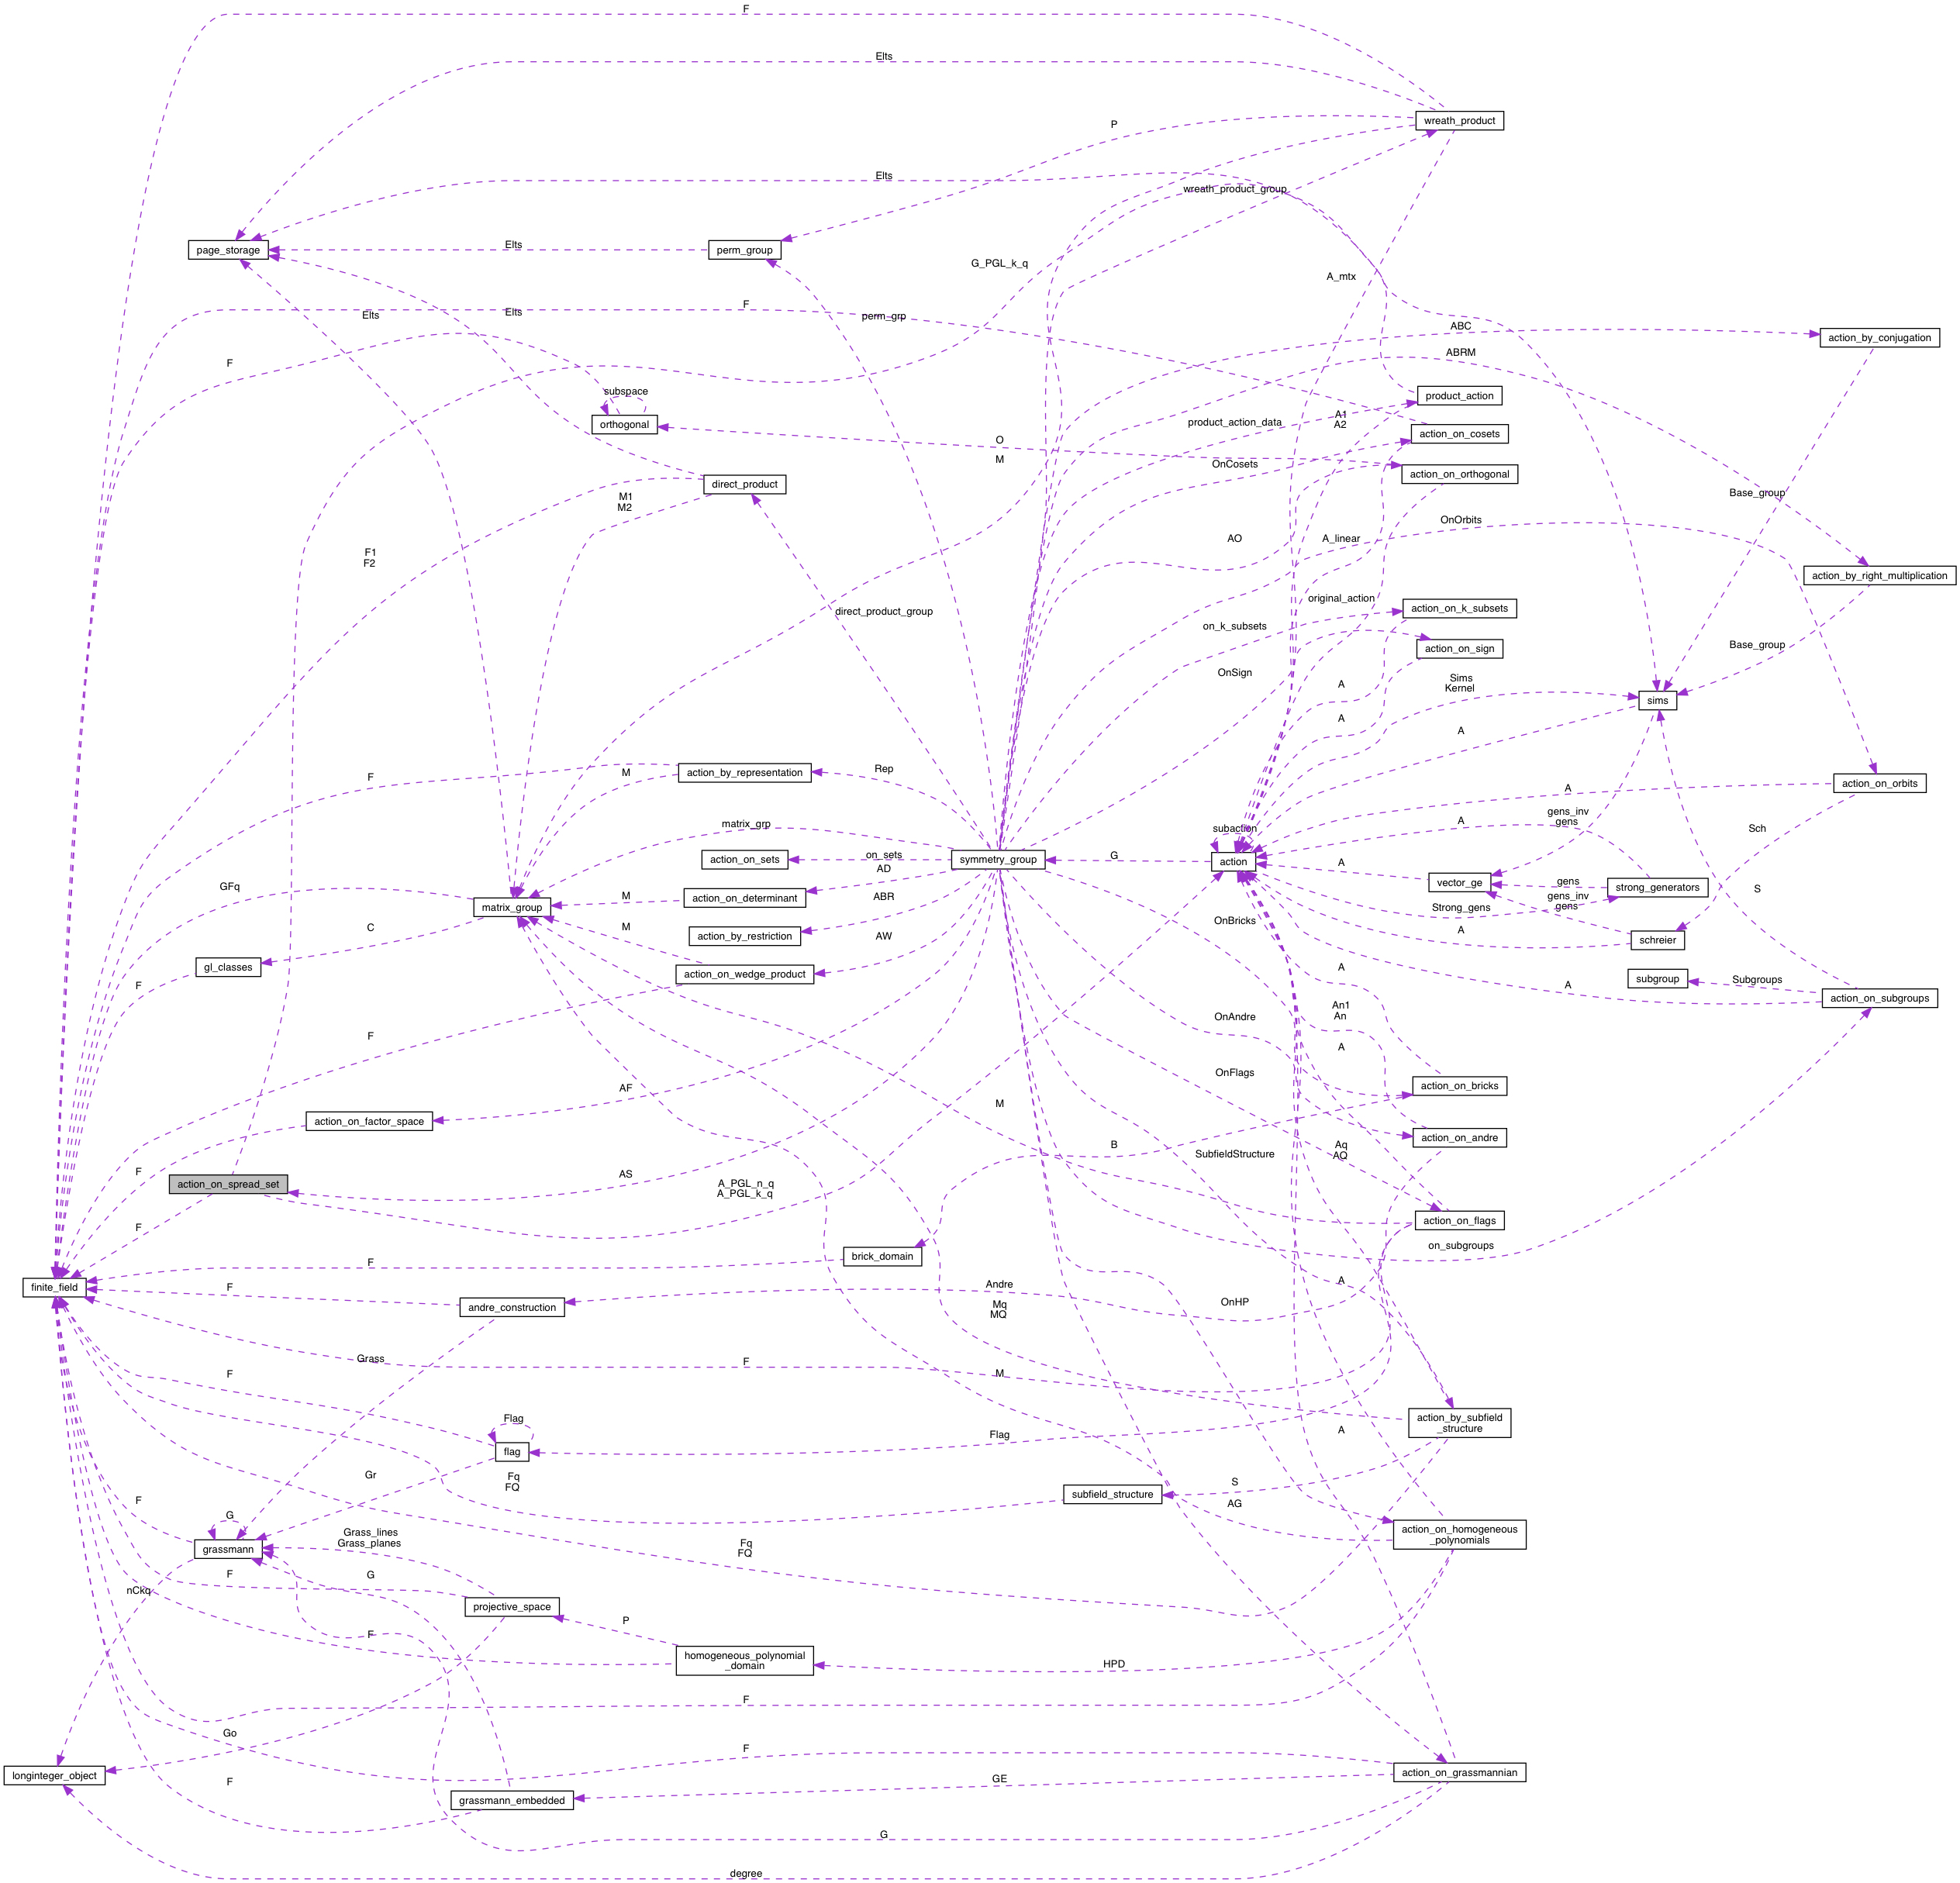 F
Elts
wreath_product
P
Elts
wreath_product_group
page_storage
Elts
perm_group
G_PGL_k_q
A_mtx
F
Elts
Elts
perm_grp
ABC
action_by_conjugation
ABRM
F
subspace
orthogonal
product_action
A1
A2
product_action_data
action_on_cosets
O
M
OnCosets
action_on_orthogonal
direct_product
M1
M2
Base_group
OnOrbits
AO
A_linear
F1
F2
action_by_right_multiplication
original_action
action_on_k_subsets
direct_product_group
on_k_subsets
action_on_sign
Base_group
OnSign
A
Sims
Kernel
sims
A
A
F
M
action_by_representation
Rep
A
action_on_orbits
gens_inv
gens
A
Sch
matrix_grp
subaction
action_on_sets
on_sets
symmetry_group
G
action
A
vector_ge
gens
strong_generators
GFq
AD
M
action_on_determinant
ABR
matrix_group
Strong_gens
gens_inv
gens
S
C
action_by_restriction
M
AW
OnBricks
A
schreier
gl_classes
action_on_wedge_product
F
A
subgroup
Subgroups
A
action_on_subgroups
An1
An
OnAndre
F
A
OnFlags
action_on_bricks
AF
M
action_on_factor_space
B
action_on_andre
Aq
AQ
SubfieldStructure
F
AS
action_on_spread_set
A_PGL_n_q
A_PGL_k_q
action_on_flags
F
on_subgroups
brick_domain
F
finite_field
F
andre_construction
Andre
A
OnHP
Mq
MQ
Grass
F
F
M
Flag
action_by_subfield
_structure
Flag
A
flag
Gr
Fq
FQ
S
subfield_structure
F
AG
G
Grass_lines
Grass_planes
Fq
FQ
action_on_homogeneous
_polynomials
grassmann
F
G
nCkq
projective_space
P
F
homogeneous_polynomial
_domain
HPD
F
Go
F
longinteger_object
F
GE
action_on_grassmannian
grassmann_embedded
G
degree